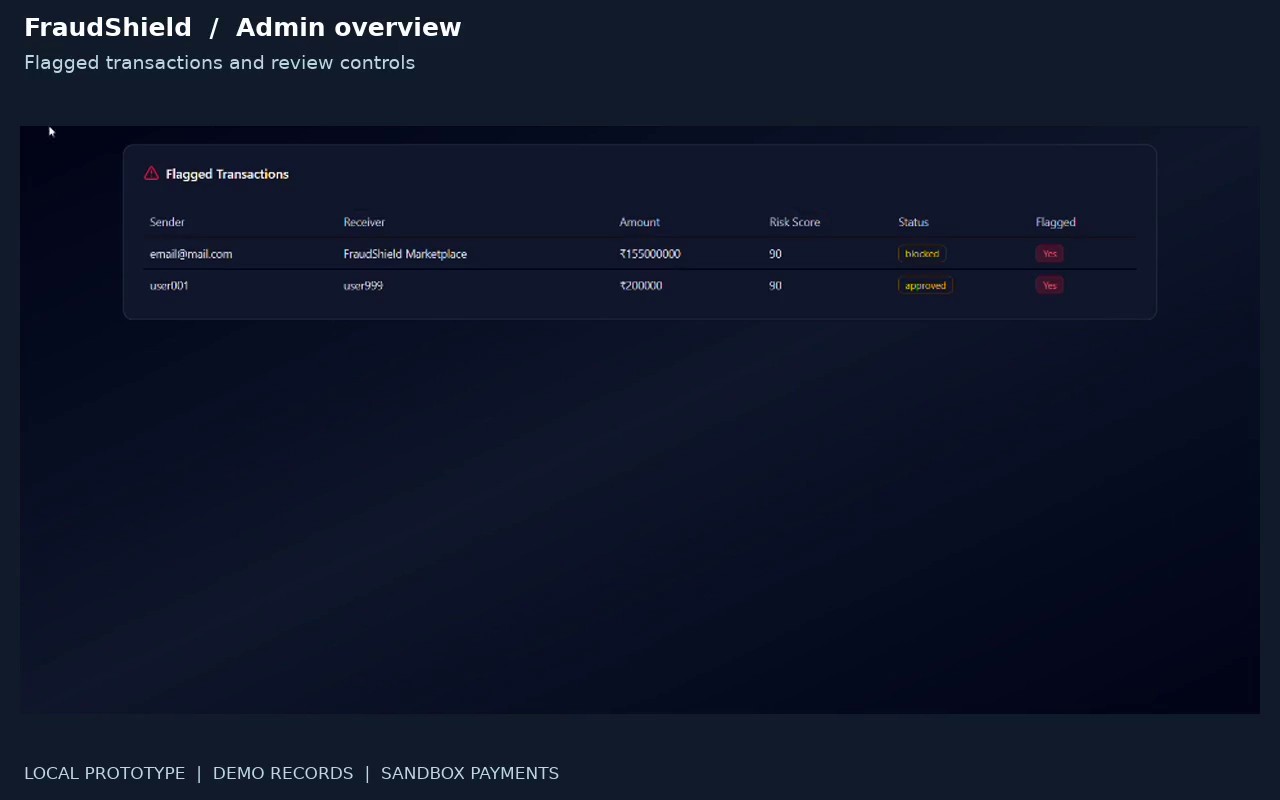 FraudShield / Admin overview
Flagged transactions and review controls
Flagged Transactions
Sender Receiver Amount Risk Score Status Flagged
email@mail.com FraudShield Marketplace ₹155000000 90 blocked Yes
user001 user999 ₹200000 90 approved Yes
LOCAL PROTOTYPE | DEMO RECORDS | SANDBOX PAYMENTS